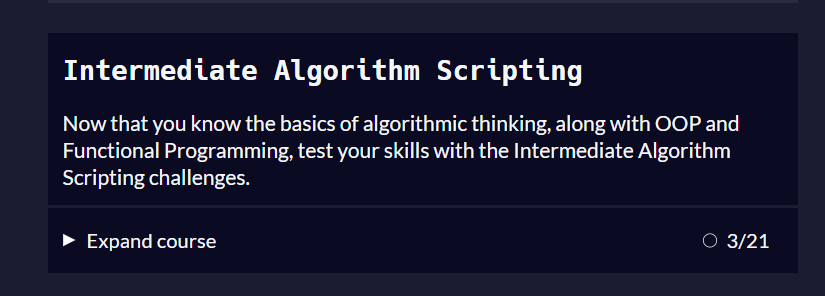 Intermediate Algorithm Scripting
Now that you know the basics of algorithmic thinking, along with OOP and
Functional Programming, test your skills with the Intermediate Algorithm
Scripting challenges.
Expand course
3/21